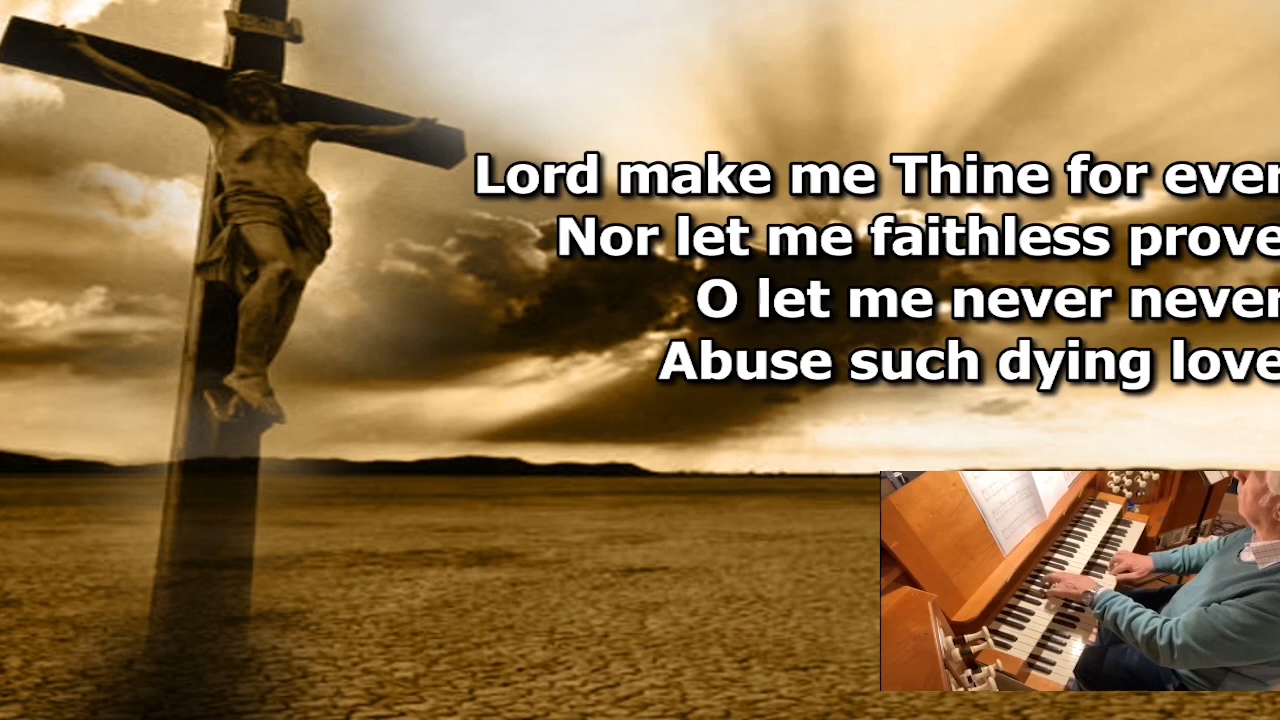 Lord make me Thine for ever
Nor let me faithless prove
O let me never never
Abuse such dying love